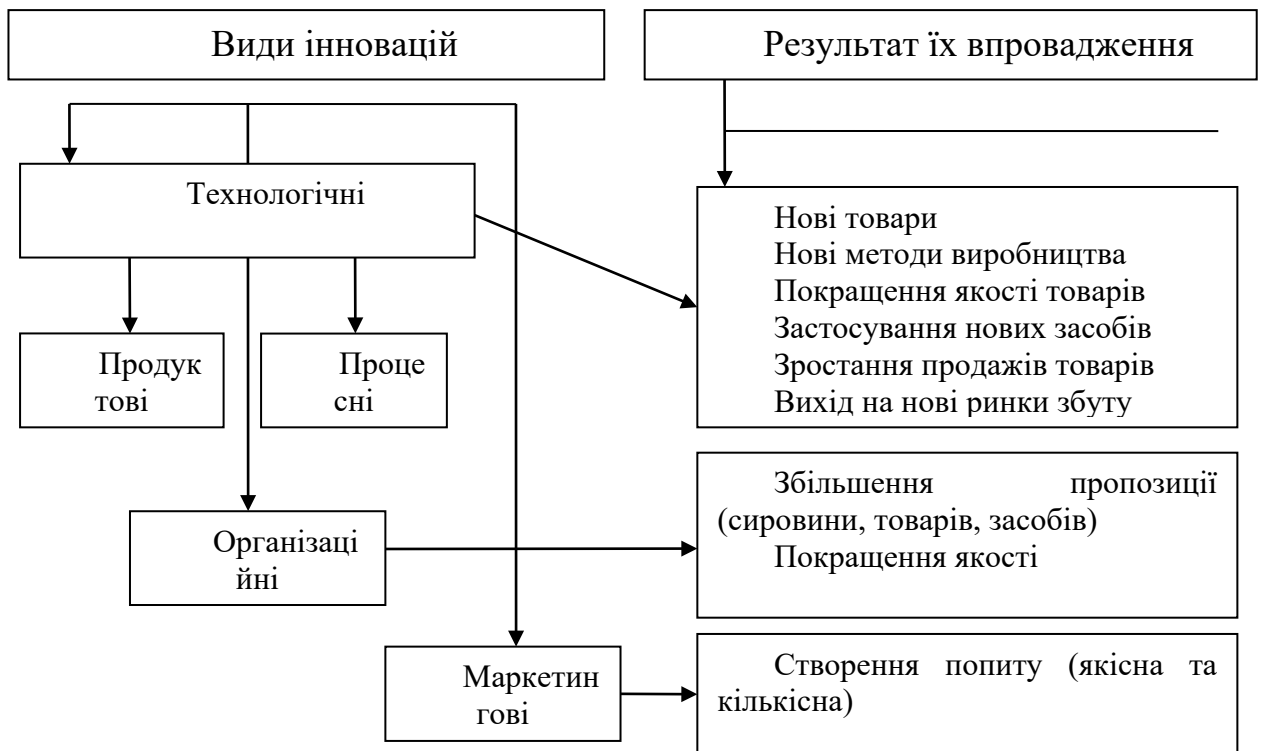 Види інновацій
Результат їх впровадження
Технологічні
Нові товари
Нові методи виробництва
Покращення якості товарів
Застосування нових засобів
Зростання продажів товарів
Вихід на нові ринки збуту
Продук
тові
Проце
сні
Збільшення пропозиції
(сировини, товарів, засобів)
Покращення якості
Організаці
йні
Маркетин
гові
Створення попиту (якісна та
кількісна)